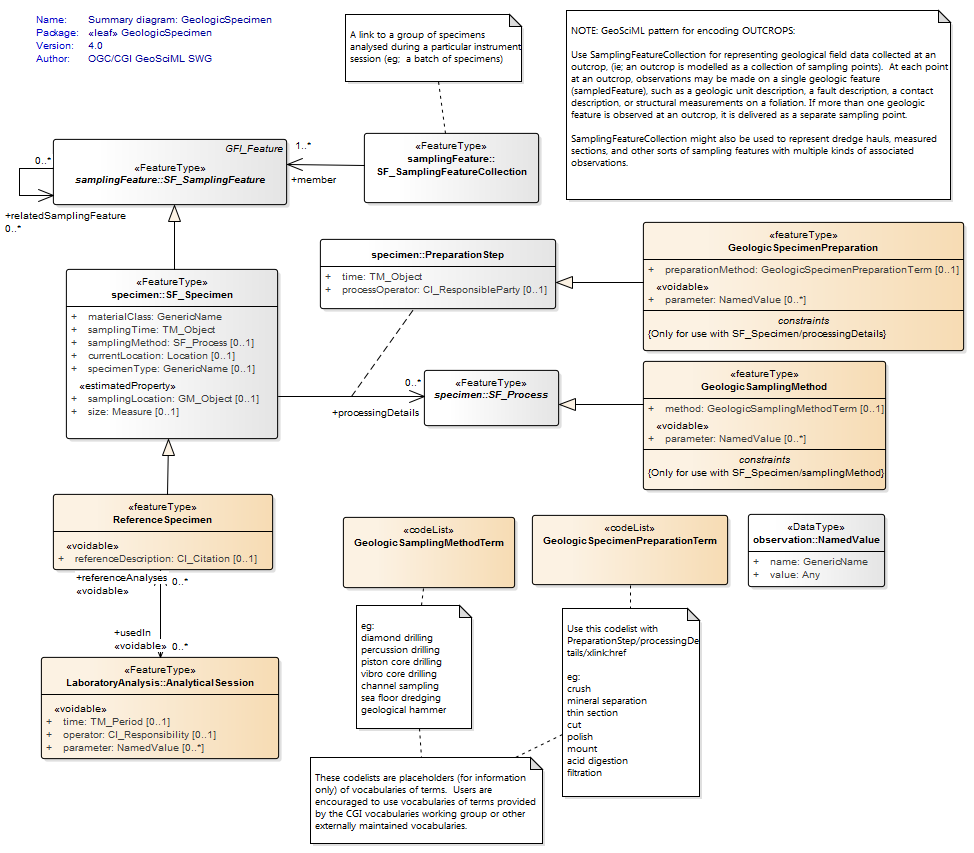 Name: Summary diagram: GeologicSpecimen
Package: «leaf» GeologicSpecimen
Version: 4.0
Author: OGC/CGI GeoSciML SWG
A link to a group of specimens
analysed during a particular instrument
session (eg; a batch of specimens)
NOTE: GeoSciML pattern for encoding OUTCROPS:
Use SamplingFeatureCollection for representing geological field data collected at an
outcrop, (ie; an outcrop is modelled as a collection of sampling points). At each point
at an outcrop, observations may be made on a single geologic feature
(sampledFeature), such as a geologic unit description, a fault description, a contact
description, or structural measurements on a foliation. If more than one geologic
feature is observed at an outcrop, it is delivered as a separate sampling point.
SamplingFeatureCollection might also be used to represent dredge hauls, measured
sections, and other sorts of sampling features with multiple kinds of associated
observations.
GFI_Feature
«FeatureType»
samplingFeature::SF_SamplingFeature
0..*
+relatedSamplingFeature
0..*
1..*
+member
«FeatureType»
samplingFeature::
SF_SamplingFeatureCollection
«FeatureType»
specimen::SF_Specimen
+ materialClass: GenericName
+ samplingTime: TM_Object
+ samplingMethod: SF_Process [0..1]
+ currentLocation: Location [0..1]
+ specimenType: GenericName [0..1]
«estimatedProperty»
+ samplingLocation: GM_Object [0..1]
+ size: Measure [0..1]
specimen::PreparationStep
+ time: TM_Object
+ processOperator: CI_ResponsibleParty [0..1]
«featureType»
GeologicSpecimenPreparation
+ preparationMethod: GeologicSpecimenPreparationTerm [0..1]
«voidable»
+ parameter: NamedValue [0..*]
constraints
{Only for use with SF_Specimen/processingDetails}
0..*
+processingDetails
«FeatureType»
specimen::SF_Process
«featureType»
GeologicSamplingMethod
+ method: GeologicSamplingMethodTerm [0..1]
«voidable»
+ parameter: NamedValue [0..*]
constraints
{Only for use with SF_Specimen/samplingMethod}
«featureType»
ReferenceSpecimen
«voidable»
+ referenceDescription: CI_Citation [0..1]
+referenceAnalyses 0..*
«voidable»
+usedIn
«voidable» 0..*
«FeatureType»
LaboratoryAnalysis::AnalyticalSession
«voidable»
+ time: TM_Period [0..1]
+ operator: CI_Responsibility [0..1]
+ parameter: NamedValue [0..*]
«codeList»
GeologicSamplingMethodTerm
«codeList»
GeologicSpecimenPreparationTerm
«DataType»
observation::NamedValue
+ name: GenericName
+ value: Any
eg:
diamond drilling
percussion drilling
piston core drilling
vibro core drilling
channel sampling
sea floor dredging
geological hammer
Use this codelist with
PreparationStep/processingDe
tails/xlink:href
eg:
crush
mineral separation
thin section
cut
polish
mount
acid digestion
filtration
These codelists are placeholders (for information
only) of vocabularies of terms. Users are
encouraged to use vocabularies of terms provided
by the CGI vocabularies working group or other
externally maintained vocabularies.